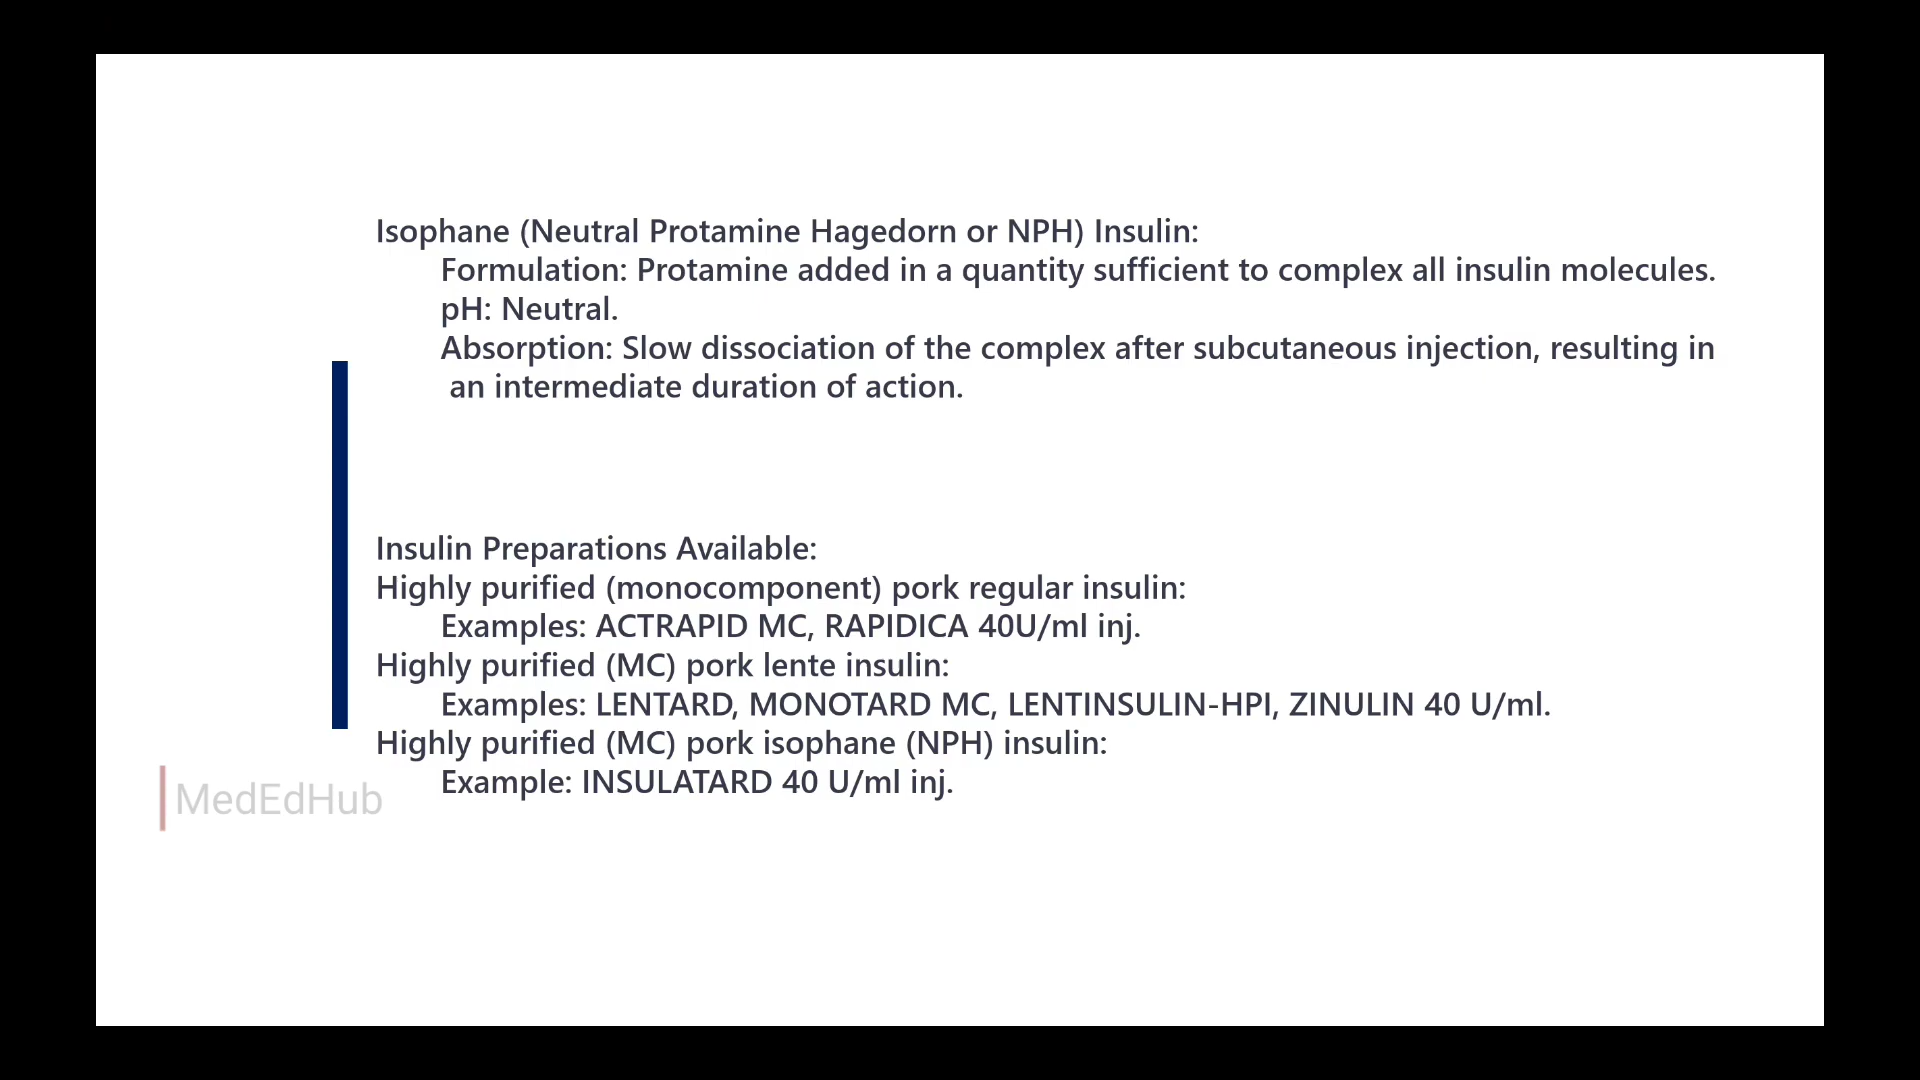 Isophane (Neutral Protamine Hagedorn or NPH) Insulin:
Formulation: Protamine added in a quantity sufficient to complex all insulin molecules.
pH: Neutral.
Absorption: Slow dissociation of the complex after subcutaneous injection, resulting in
an intermediate duration of action.
Insulin Preparations Available:
Highly purified (monocomponent) pork regular insulin:
Examples: ACTRAPID MC, RAPIDICA 40U/ml inj.
Highly purified (MC) pork lente insulin:
Examples: LENTARD, MONOTARD MC, LENTINSULIN-HPI, ZINULIN 40 U/ml.
Highly purified (MC) pork isophane (NPH) insulin:
Example: INSULATARD 40 U/ml inj.
MedEdHub